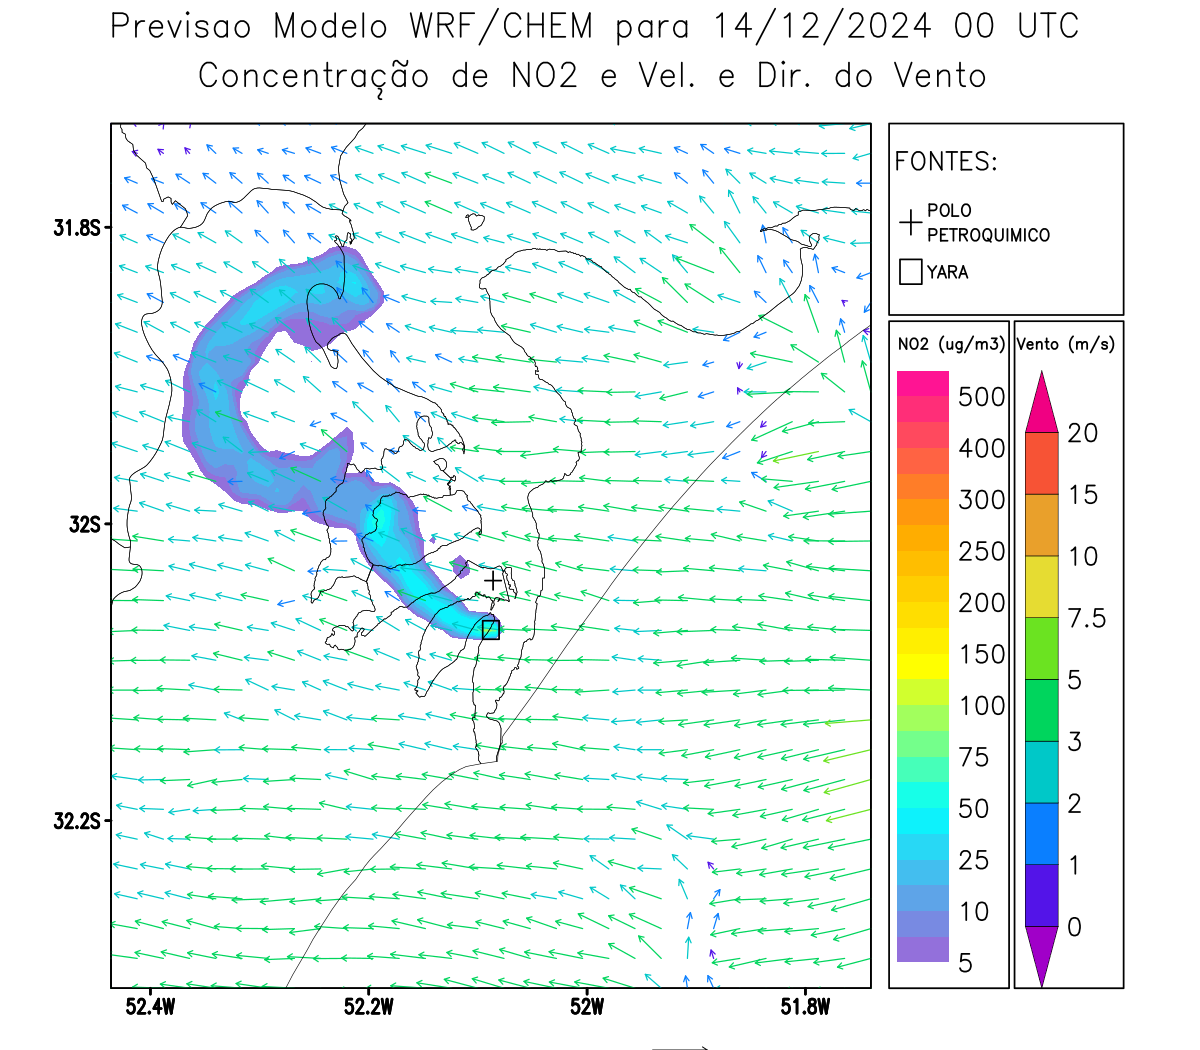 Previsao Modelo WRF/CHEM para 14/12/2024 00 UTC
Concentração de NO2 e Vel. e Dir. do Vento
FONTES:
POLO
PETROQUIMICO
YARA
31.8S
32S
32.2S
52.4W 52.2W 52W 51.8W
NO2 (ug/m3)
500
400
300
250
200
150
100
75
50
25
10
5
Vento (m/s)
20
15
10
7.5
5
3
2
1
0